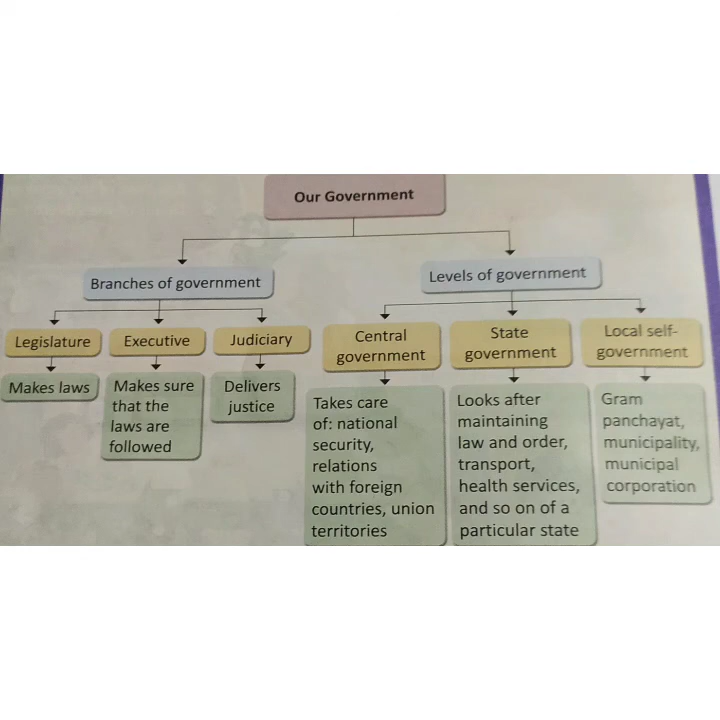 Our Government
Branches of government
Levels of government
Legislature
Executive
Judiciary
Central
government
State
government
Local self-
government
Makes laws
Makes sure
that the
laws are
followed
Delivers
justice
Takes care
of: national
security,
relations
with foreign
countries, union
territories
Looks after
maintaining
law and order,
transport,
health services,
and so on of a
particular state
Gram
panchayat,
municipality,
municipal
corporation